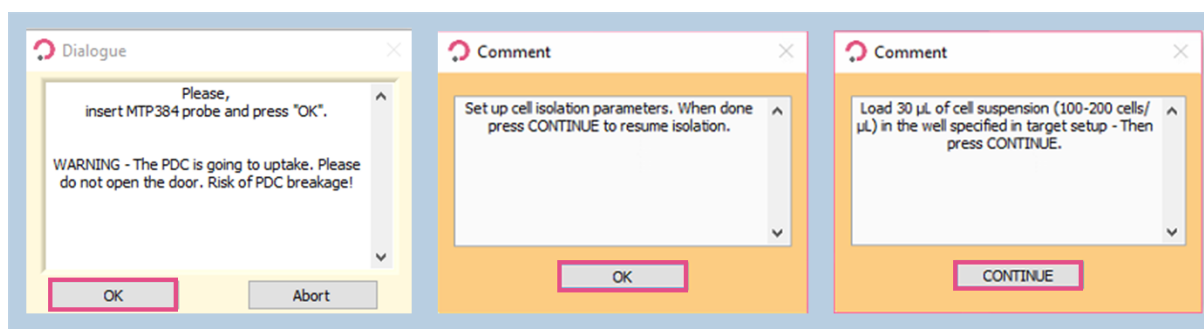 Dialogue
Please,
insert MTP384 probe and press "OK".
WARNING - The PDC is going to uptake. Please
do not open the door. Risk of PDC breakage!
OK
Abort
Comment
Set up cell isolation parameters. When done
press CONTINUE to resume isolation.
OK
Comment
Load 30 µL of cell suspension (100-200 cells/
µL) in the well specified in target setup - Then
press CONTINUE.
CONTINUE